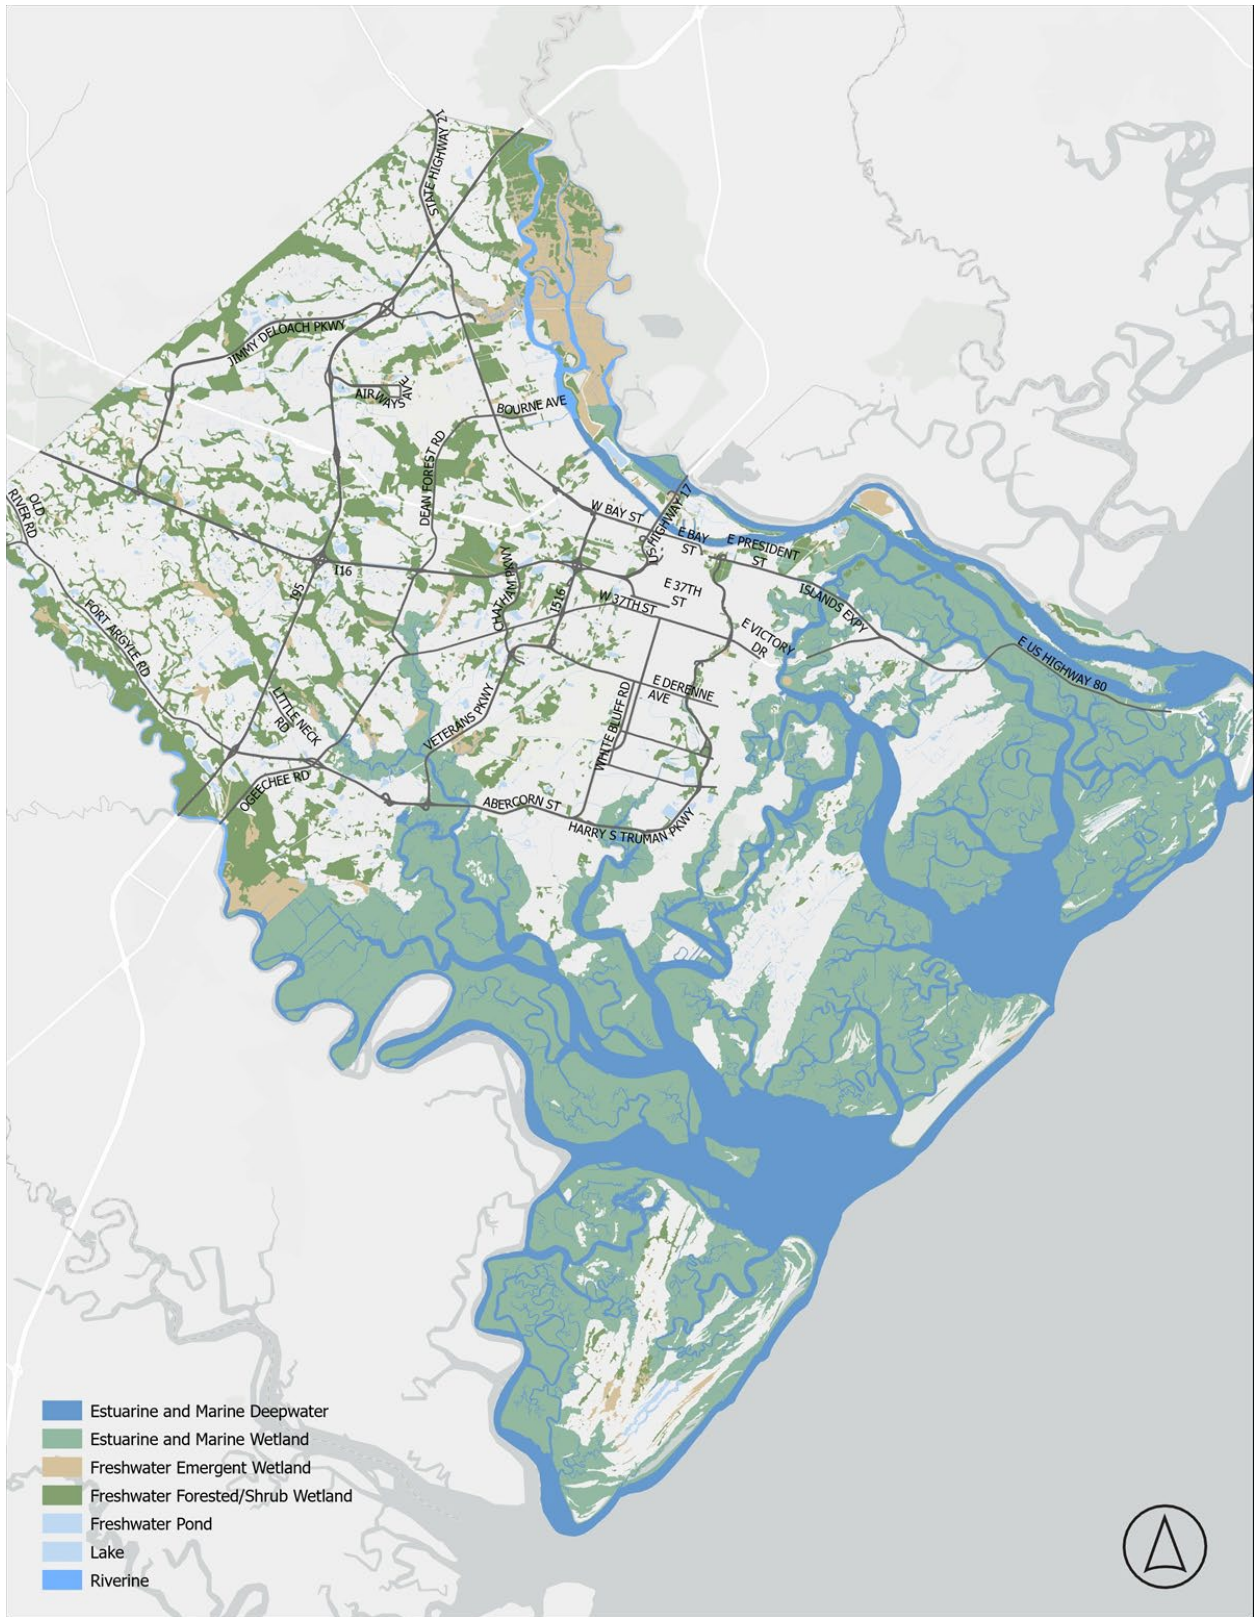 STATE HIGHWAY 21
JIMMY DELOACH PKWY
AIRWAYS AVE
BOURNE AVE
DEAN FOREST RD
OLD
RIVER RD
W BAY ST
US HIGHWAY 17
E BAY
ST
E PRESIDENT
ST
I16
I95
CHATHAM PKWY
I516
E 37TH
ST
W 37TH ST
ISLANDS EXPY
FORT ARGYLE RD
E VICTORY
DR
E US HIGHWAY 80
LITTLE NECK
RD
VETERANS PKWY
WHITE BLUFF RD
E DERENNE
AVE
OGEECHEE RD
ABERCORN ST
HARRY S TRUMAN PKWY
Estuarine and Marine Deepwater
Estuarine and Marine Wetland
Freshwater Emergent Wetland
Freshwater Forested/Shrub Wetland
Freshwater Pond
Lake
Riverine